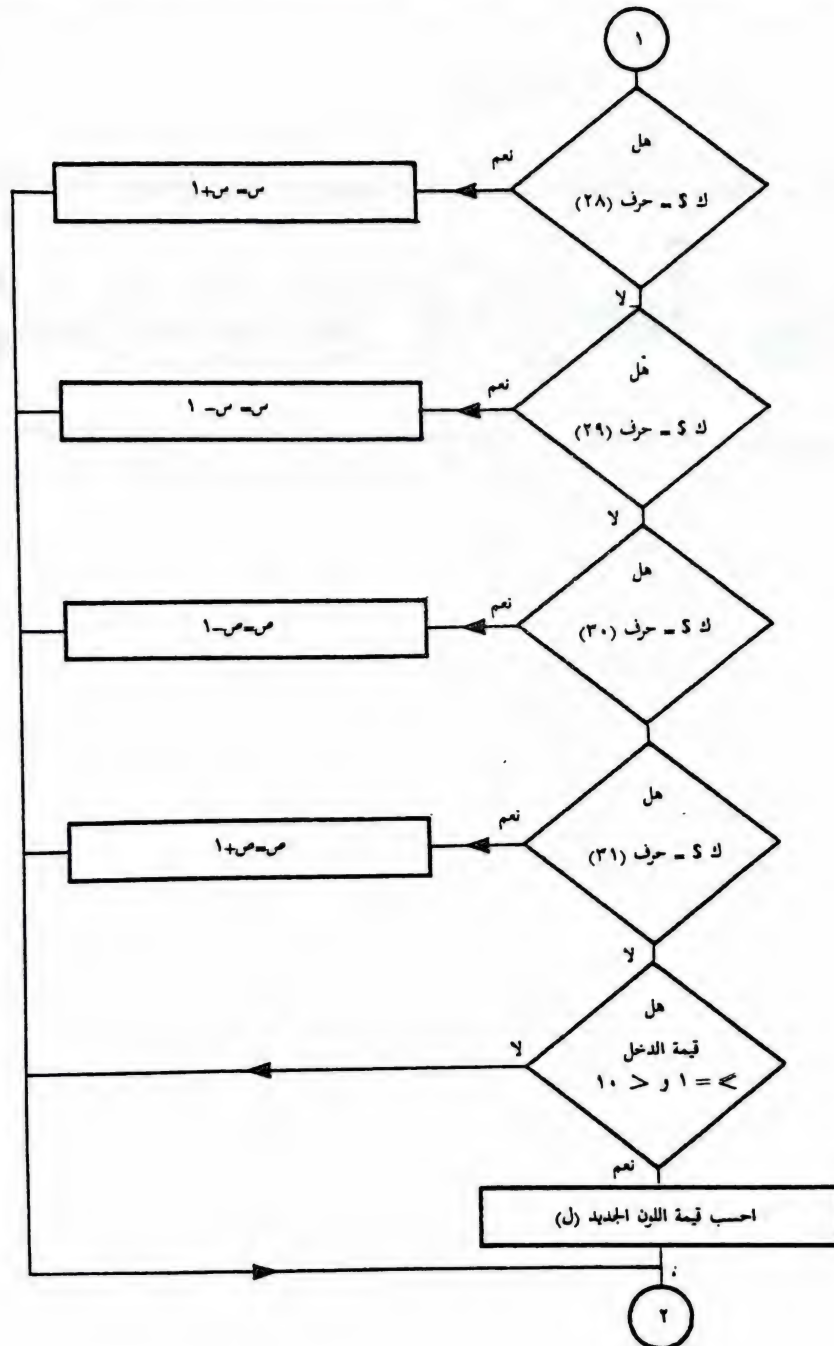 ١
هل
ك S = حرف (٢٨)
نعم
س= س+١
لا
هل
ك S = حرف (٢٩)
نعم
س= س-١
لا
هل
ك S = حرف (٣٠)
نعم
ص=ص-١
هل
ك S = حرف (٣١)
نعم
ص=ص+١
لا
هل
قيمة الدخل
>= ١ و < ١٠
لا
نعم
احسب قيمة اللون الجديد (ل)
٢